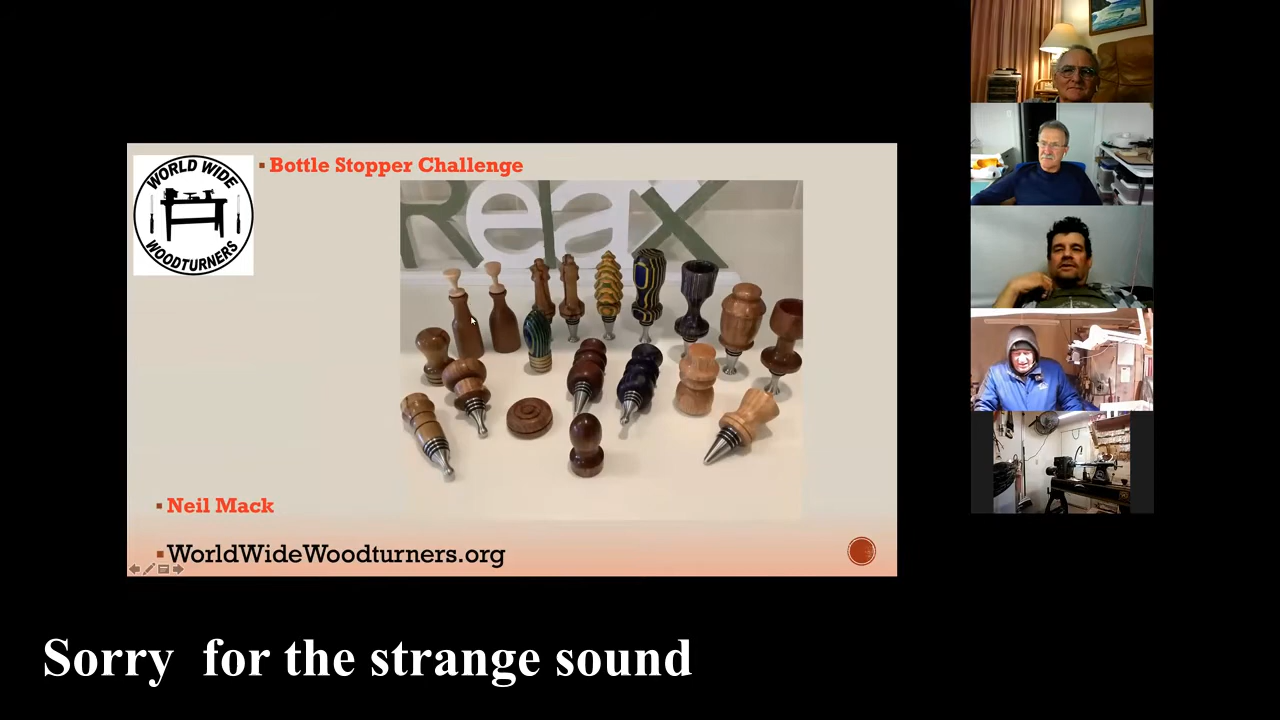 WORLD WIDE
WOODTURNERS
Bottle Stopper Challenge
Relax
Neil Mack
WorldWideWoodturners.org
Sorry for the strange sound